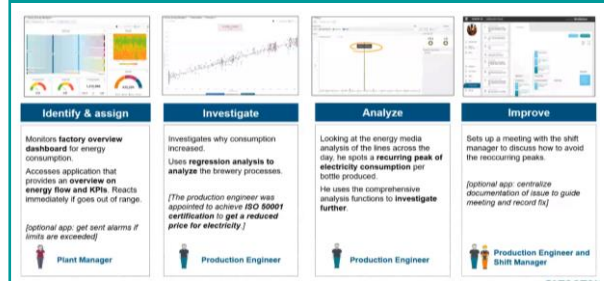 Identify & assign
Monitors factory overview
dashboard for energy
consumption.
Accesses application that
provides an overview on
energy flow and KPIs. Reacts
immediately if goes out of range.
[optional app: get sent alarms if
limits are exceeded]
Plant Manager
Investigate
Investigates why consumption
increased.
Uses regression analysis to
analyze the brewery processes.
[The production engineer was
appointed to achieve ISO 50001
certification to get a reduced
price for electricity.]
Production Engineer
Analyze
Looking at the energy media
analysis of the lines across the
day, he spots a recurring peak of
electricity consumption per
bottle produced.
He uses the comprehensive
analysis functions to investigate
further.
Production Engineer
Improve
Sets up a meeting with the shift
manager to discuss how to avoid
the reoccurring peaks.
[optional app: centralize
documentation of issue to guide
meeting and record fix]
Production Engineer and
Shift Manager